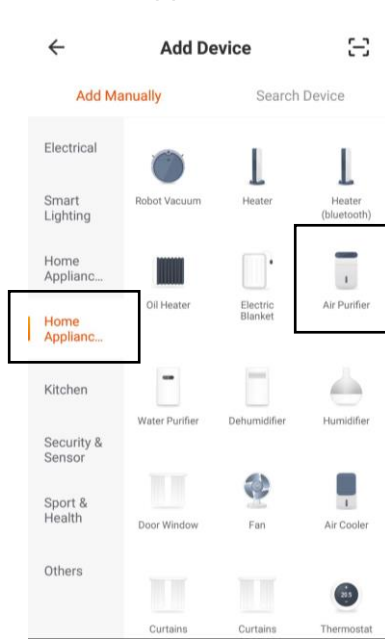 Add Device
Add Manually
Search Device
Electrical
Smart
Lighting
Home
Applianc...
Home
Applianc...
Kitchen
Security &
Sensor
Sport &
Health
Others
Robot Vacuum
Heater
Heater
(bluetooth)
Oil Heater
Electric
Blanket
Air Purifier
Water Purifier
Dehumidifier
Humidifier
Door Window
Fan
Air Cooler
Curtains
Curtains
Thermostat